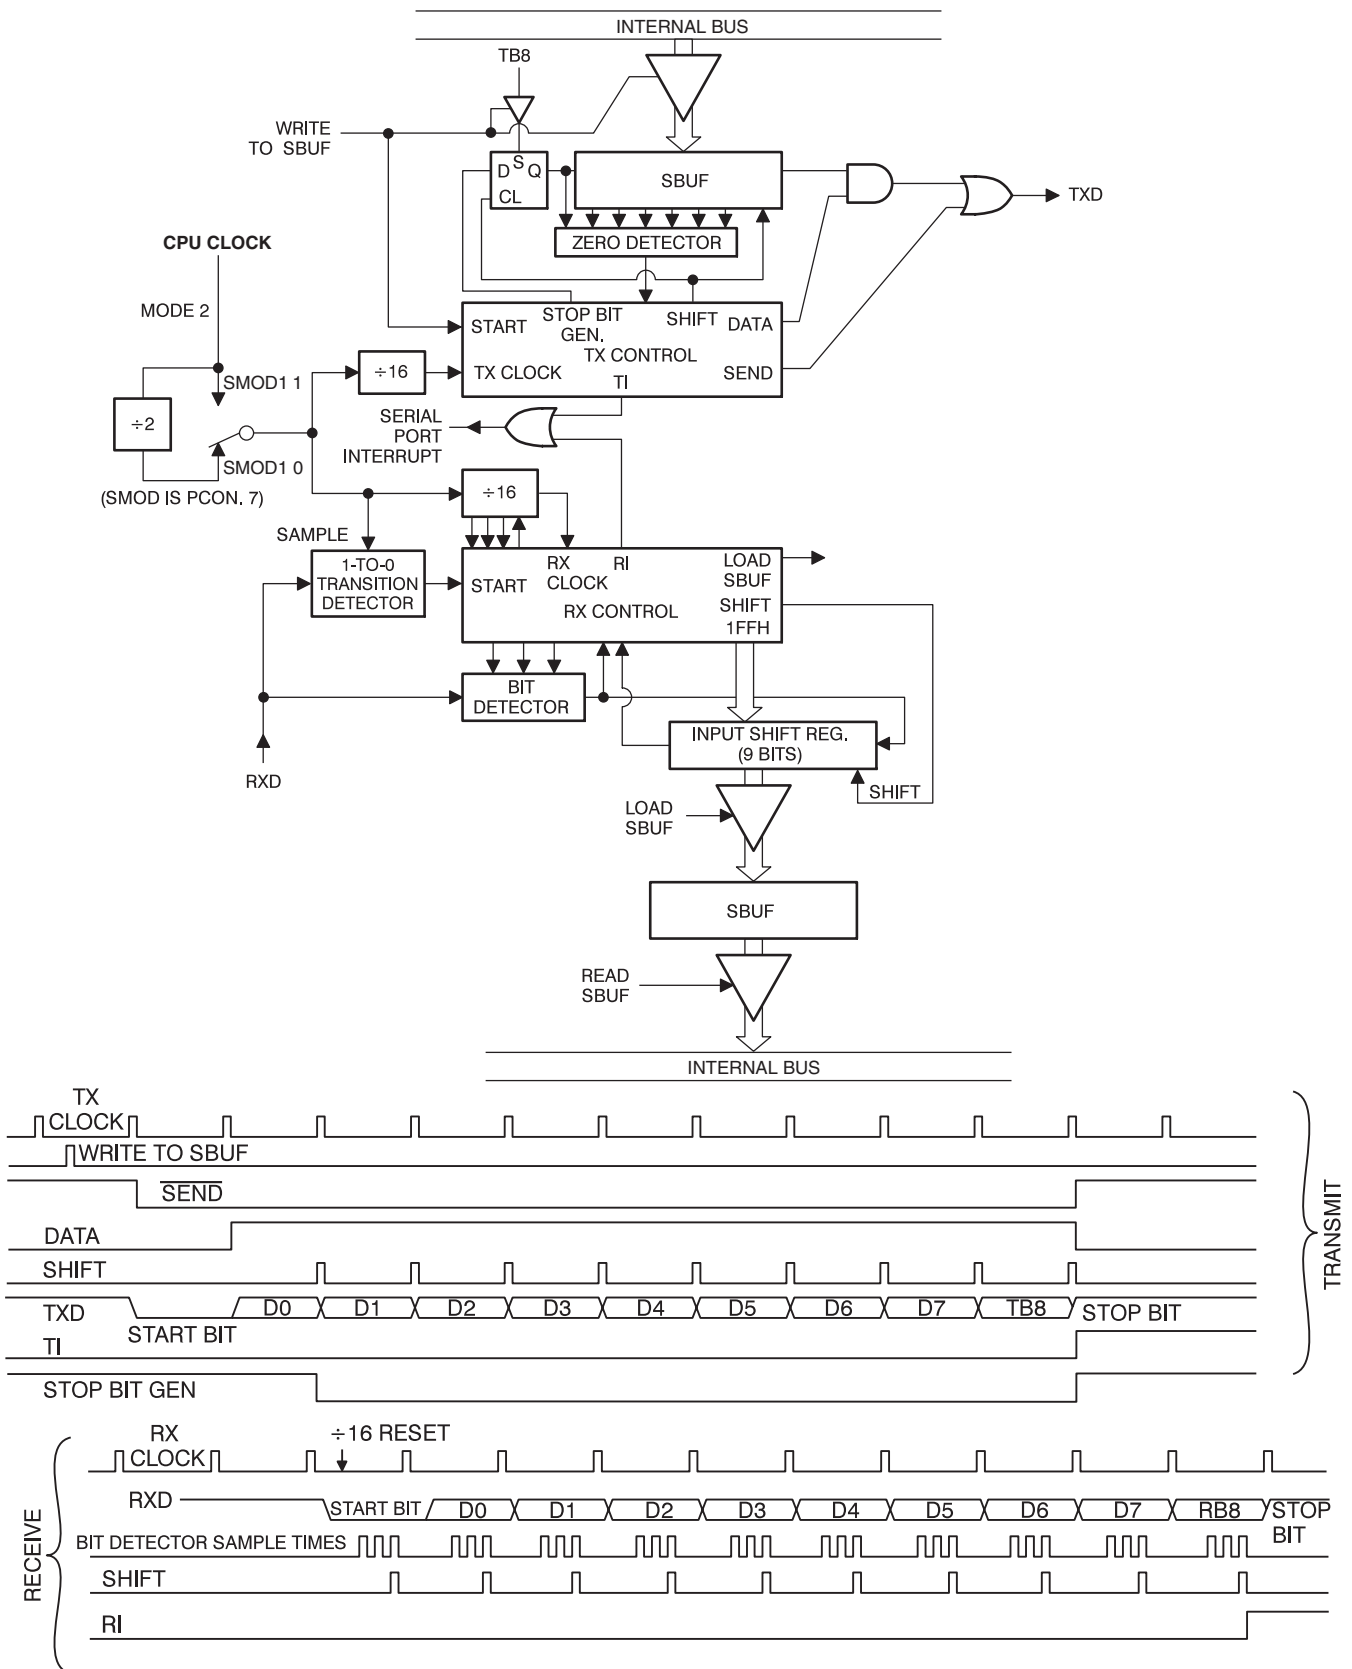 INTERNAL BUS
TB8
WRITE
TO SBUF
D S Q
CL
SBUF
TXD
ZERO DETECTOR
CPU CLOCK
MODE 2
START
STOP BIT
GEN.
SHIFT
DATA
TX CONTROL
TX CLOCK
TI
SEND
÷16
SMOD1 1
÷2
SERIAL
PORT
INTERRUPT
SMOD1 0
(SMOD IS PCON. 7)
÷16
SAMPLE
1-TO-0
TRANSITION
DETECTOR
START
RX
CLOCK
RI
LOAD
SBUF
RX CONTROL
SHIFT
1FFH
BIT
DETECTOR
INPUT SHIFT REG.
(9 BITS)
RXD
SHIFT
LOAD
SBUF
SBUF
READ
SBUF
INTERNAL BUS
TX
CLOCK
WRITE TO SBUF
SEND
DATA
SHIFT
TXD
START BIT
D0 D1 D2 D3 D4 D5 D6 D7 TB8
STOP BIT
TI
STOP BIT GEN
TRANSMIT
RX
CLOCK
÷16 RESET
RXD
START BIT
D0 D1 D2 D3 D4 D5 D6 D7 RB8
STOP
BIT
BIT DETECTOR SAMPLE TIMES
SHIFT
RI
RECEIVE